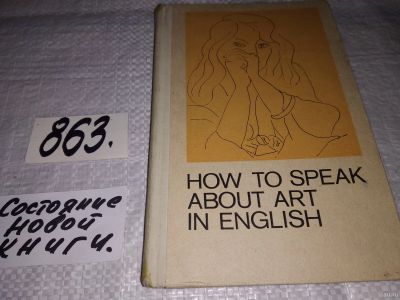 863.
Состояние
Новой
книги.
HOW TO SPEAK
ABOUT ART
IN ENGLISH